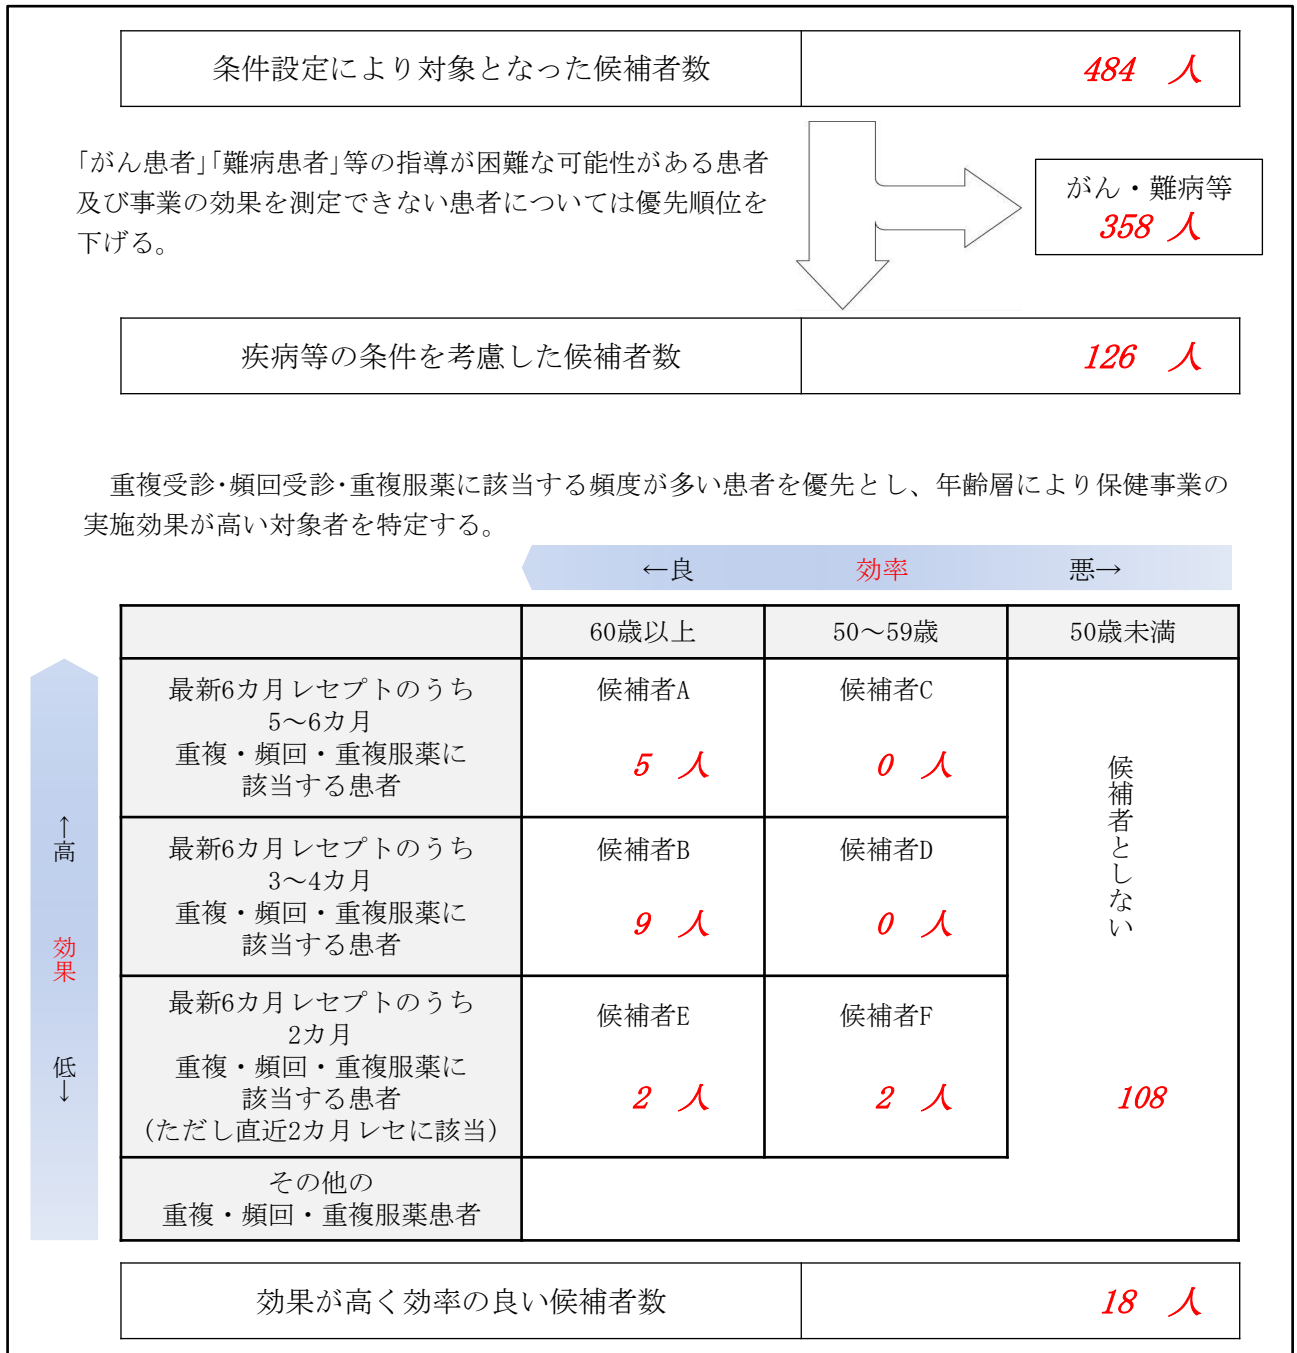 条件設定により対象となった候補者数
484 人
「がん患者」「難病患者」等の指導が困難な可能性がある患者
及び事業の効果を測定できない患者については優先順位を
下げる。
がん・難病等
358 人
疾病等の条件を考慮した候補者数
126 人
重複受診・頻回受診・重複服薬に該当する頻度が多い患者を優先とし、年齢層により保健事業の
実施効果が高い対象者を特定する。
←良 効率 悪→
60歳以上 50～59歳 50歳未満
最新6カ月レセプトのうち
5～6カ月
重複・頻回・重複服薬に
該当する患者
候補者A
5 人
候補者C
0 人
候補者としない
↑高 効果 低↓
最新6カ月レセプトのうち
3～4カ月
重複・頻回・重複服薬に
該当する患者
候補者B
9 人
候補者D
0 人
最新6カ月レセプトのうち
2カ月
重複・頻回・重複服薬に
該当する患者
(ただし直近2カ月レセに該当)
候補者E
2 人
候補者F
2 人
108
その他の
重複・頻回・重複服薬患者
効果が高く効率の良い候補者数
18 人